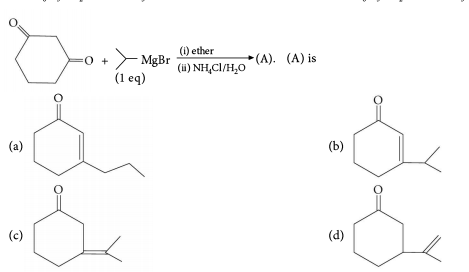 O
O + MgBr (i) ether (A). (A) is
(1 eq) (ii) NH₄Cl/H₂O
O O
(a) (b)
O O
(c) (d)